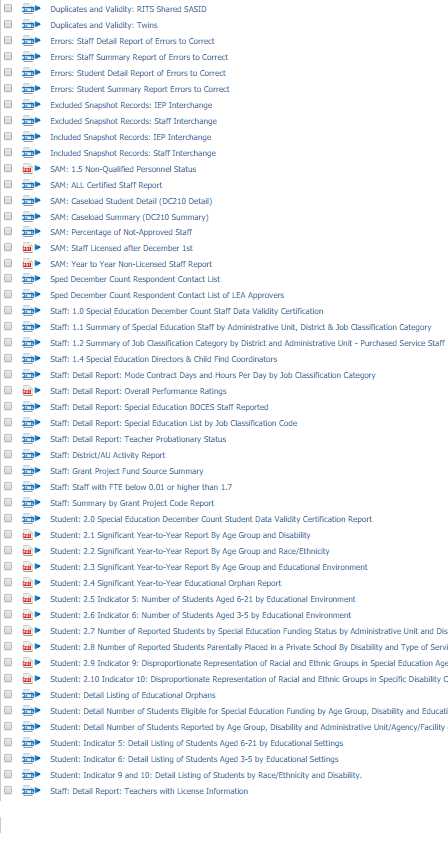 Duplicates and Validity: RITS Shared SASID
Duplicates and Validity: Twins
Errors: Staff Detail Report of Errors to Correct
Errors: Staff Summary Report of Errors to Correct
Errors: Student Detail Report of Errors to Correct
Errors: Student Summary Report Errors to Correct
Excluded Snapshot Records: IEP Interchange
Excluded Snapshot Records: Staff Interchange
Included Snapshot Records: IEP Interchange
Included Snapshot Records: Staff Interchange
SAM: 1.5 Non-Qualified Personnel Status
SAM: ALL Certified Staff Report
SAM: Caseload Student Detail (DC210 Detail)
SAM: Caseload Summary (DC210 Summary)
SAM: Percentage of Not-Approved Staff
SAM: Staff Licensed after December 1st
SAM: Year to Year Non-Licensed Staff Report
Sped December Count Respondent Contact List
Sped December Count Respondent Contact List of LEA Approvers
Staff: 1.0 Special Education December Count Staff Data Validity Certification
Staff: 1.1 Summary of Special Education Staff by Administrative Unit, District & Job Classification Category
Staff: 1.2 Summary of Job Classification Category by District and Administrative Unit - Purchased Service Staff
Staff: 1.4 Special Education Directors & Child Find Coordinators
Staff: Detail Report: Mode Contract Days and Hours Per Day by Job Classification Category
Staff: Detail Report: Overall Performance Ratings
Staff: Detail Report: Special Education BOCES Staff Reported
Staff: Detail Report: Special Education List by Job Classification Code
Staff: Detail Report: Teacher Probationary Status
Staff: District/AU Activity Report
Staff: Grant Project Fund Source Summary
Staff: Staff with FTE below 0.01 or higher than 1.7
Staff: Summary by Grant Project Code Report
Student: 2.0 Special Education December Count Student Data Validity Certification Report
Student: 2.1 Significant Year-to-Year Report By Age Group and Disability
Student: 2.2 Significant Year-to-Year Report By Age Group and Race/Ethnicity
Student: 2.3 Significant Year-to-Year Report By Age Group and Educational Environment
Student: 2.4 Significant Year-to-Year Educational Orphan Report
Student: 2.5 Indicator 5: Number of Students Aged 6-21 by Educational Environment
Student: 2.6 Indicator 6: Number of Students Aged 3-5 by Educational Environment
Student: 2.7 Number of Reported Students by Special Education Funding Status by Administrative Unit and Dis
Student: 2.8 Number of Reported Students Parentally Placed in a Private School By Disability and Type of Servi
Student: 2.9 Indicator 9: Disproportionate Representation of Racial and Ethnic Groups in Special Education Age
Student: 2.10 Indicator 10: Disproportionate Representation of Racial and Ethnic Groups in Specific Disability C
Student: Detail Listing of Educational Orphans
Student: Detail Number of Students Eligible for Special Education Funding by Age Group, Disability and Educati
Student: Detail Number of Students Reported by Age Group, Disability and Administrative Unit/Agency/Facility
Student: Indicator 5: Detail Listing of Students Aged 6-21 by Educational Settings
Student: Indicator 6: Detail Listing of Students Aged 3-5 by Educational Settings
Student: Indicator 9 and 10: Detail Listing of Students by Race/Ethnicity and Disability.
Staff: Detail Report: Teachers with License Information